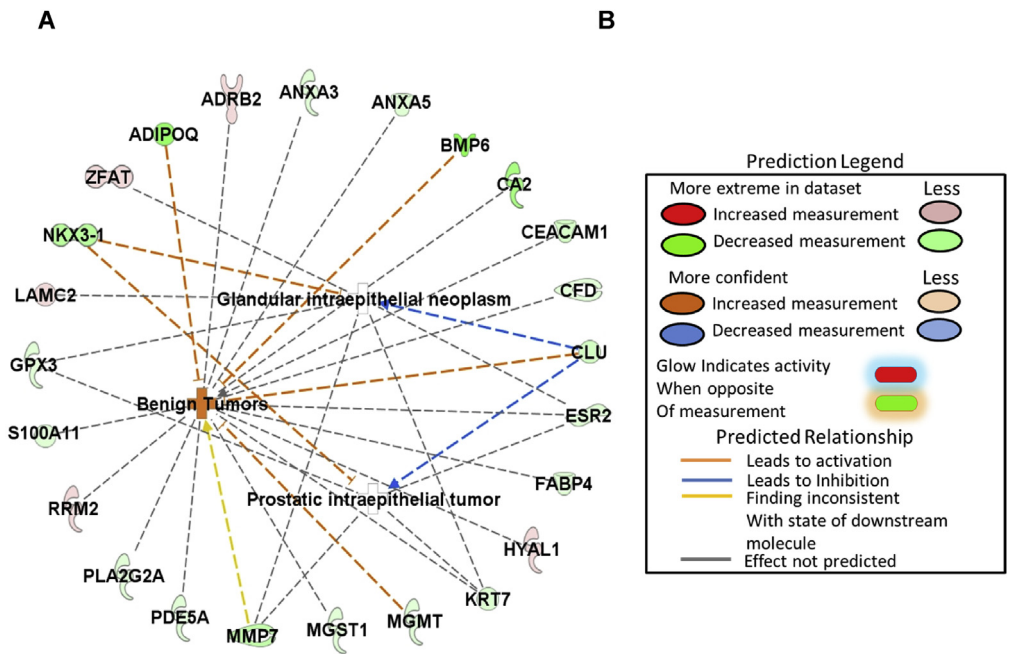 A
B
ADRB2
ANXA3
ANXA5
ADIPOQ
BMP6
ZFAT
CA2
NKX3-1
CEACAM1
LAMC2
Glandular intraepithelial neoplasm
CFD
GPX3
CLU
Benign Tumors
ESR2
S100A11
FABP4
Prostatic intraepithelial tumor
RRM2
HYAL1
PLA2G2A
KRT7
PDE5A
MMP7
MGST1
MGMT
Prediction Legend
More extreme in dataset
Less
Increased measurement
Decreased measurement
More confident
Less
Increased measurement
Decreased measurement
Glow Indicates activity
When opposite
Of measurement
Predicted Relationship
Leads to activation
Leads to Inhibition
Finding inconsistent
With state of downstream
molecule
Effect not predicted